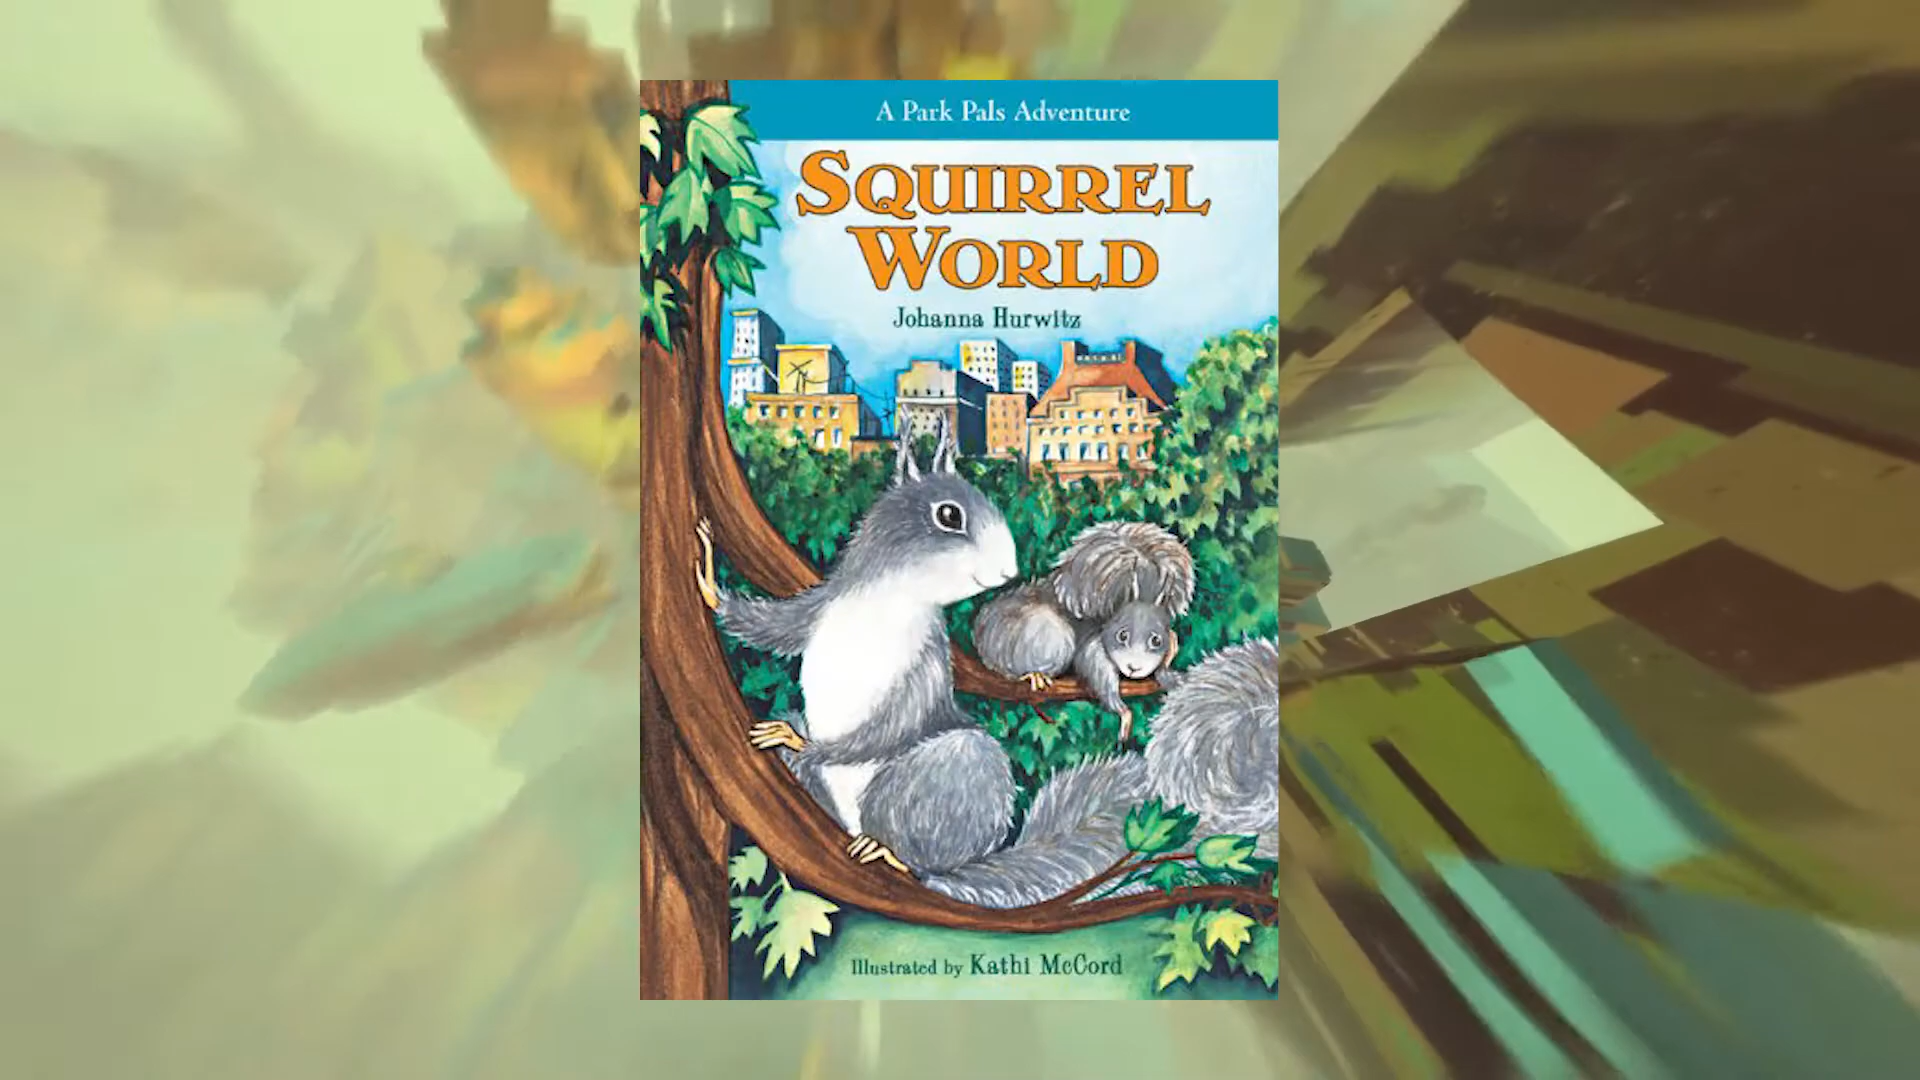 A Park Pals Adventure
SQUIRREL
WORLD
Johanna Hurwitz
Illustrated by Kathi McCord